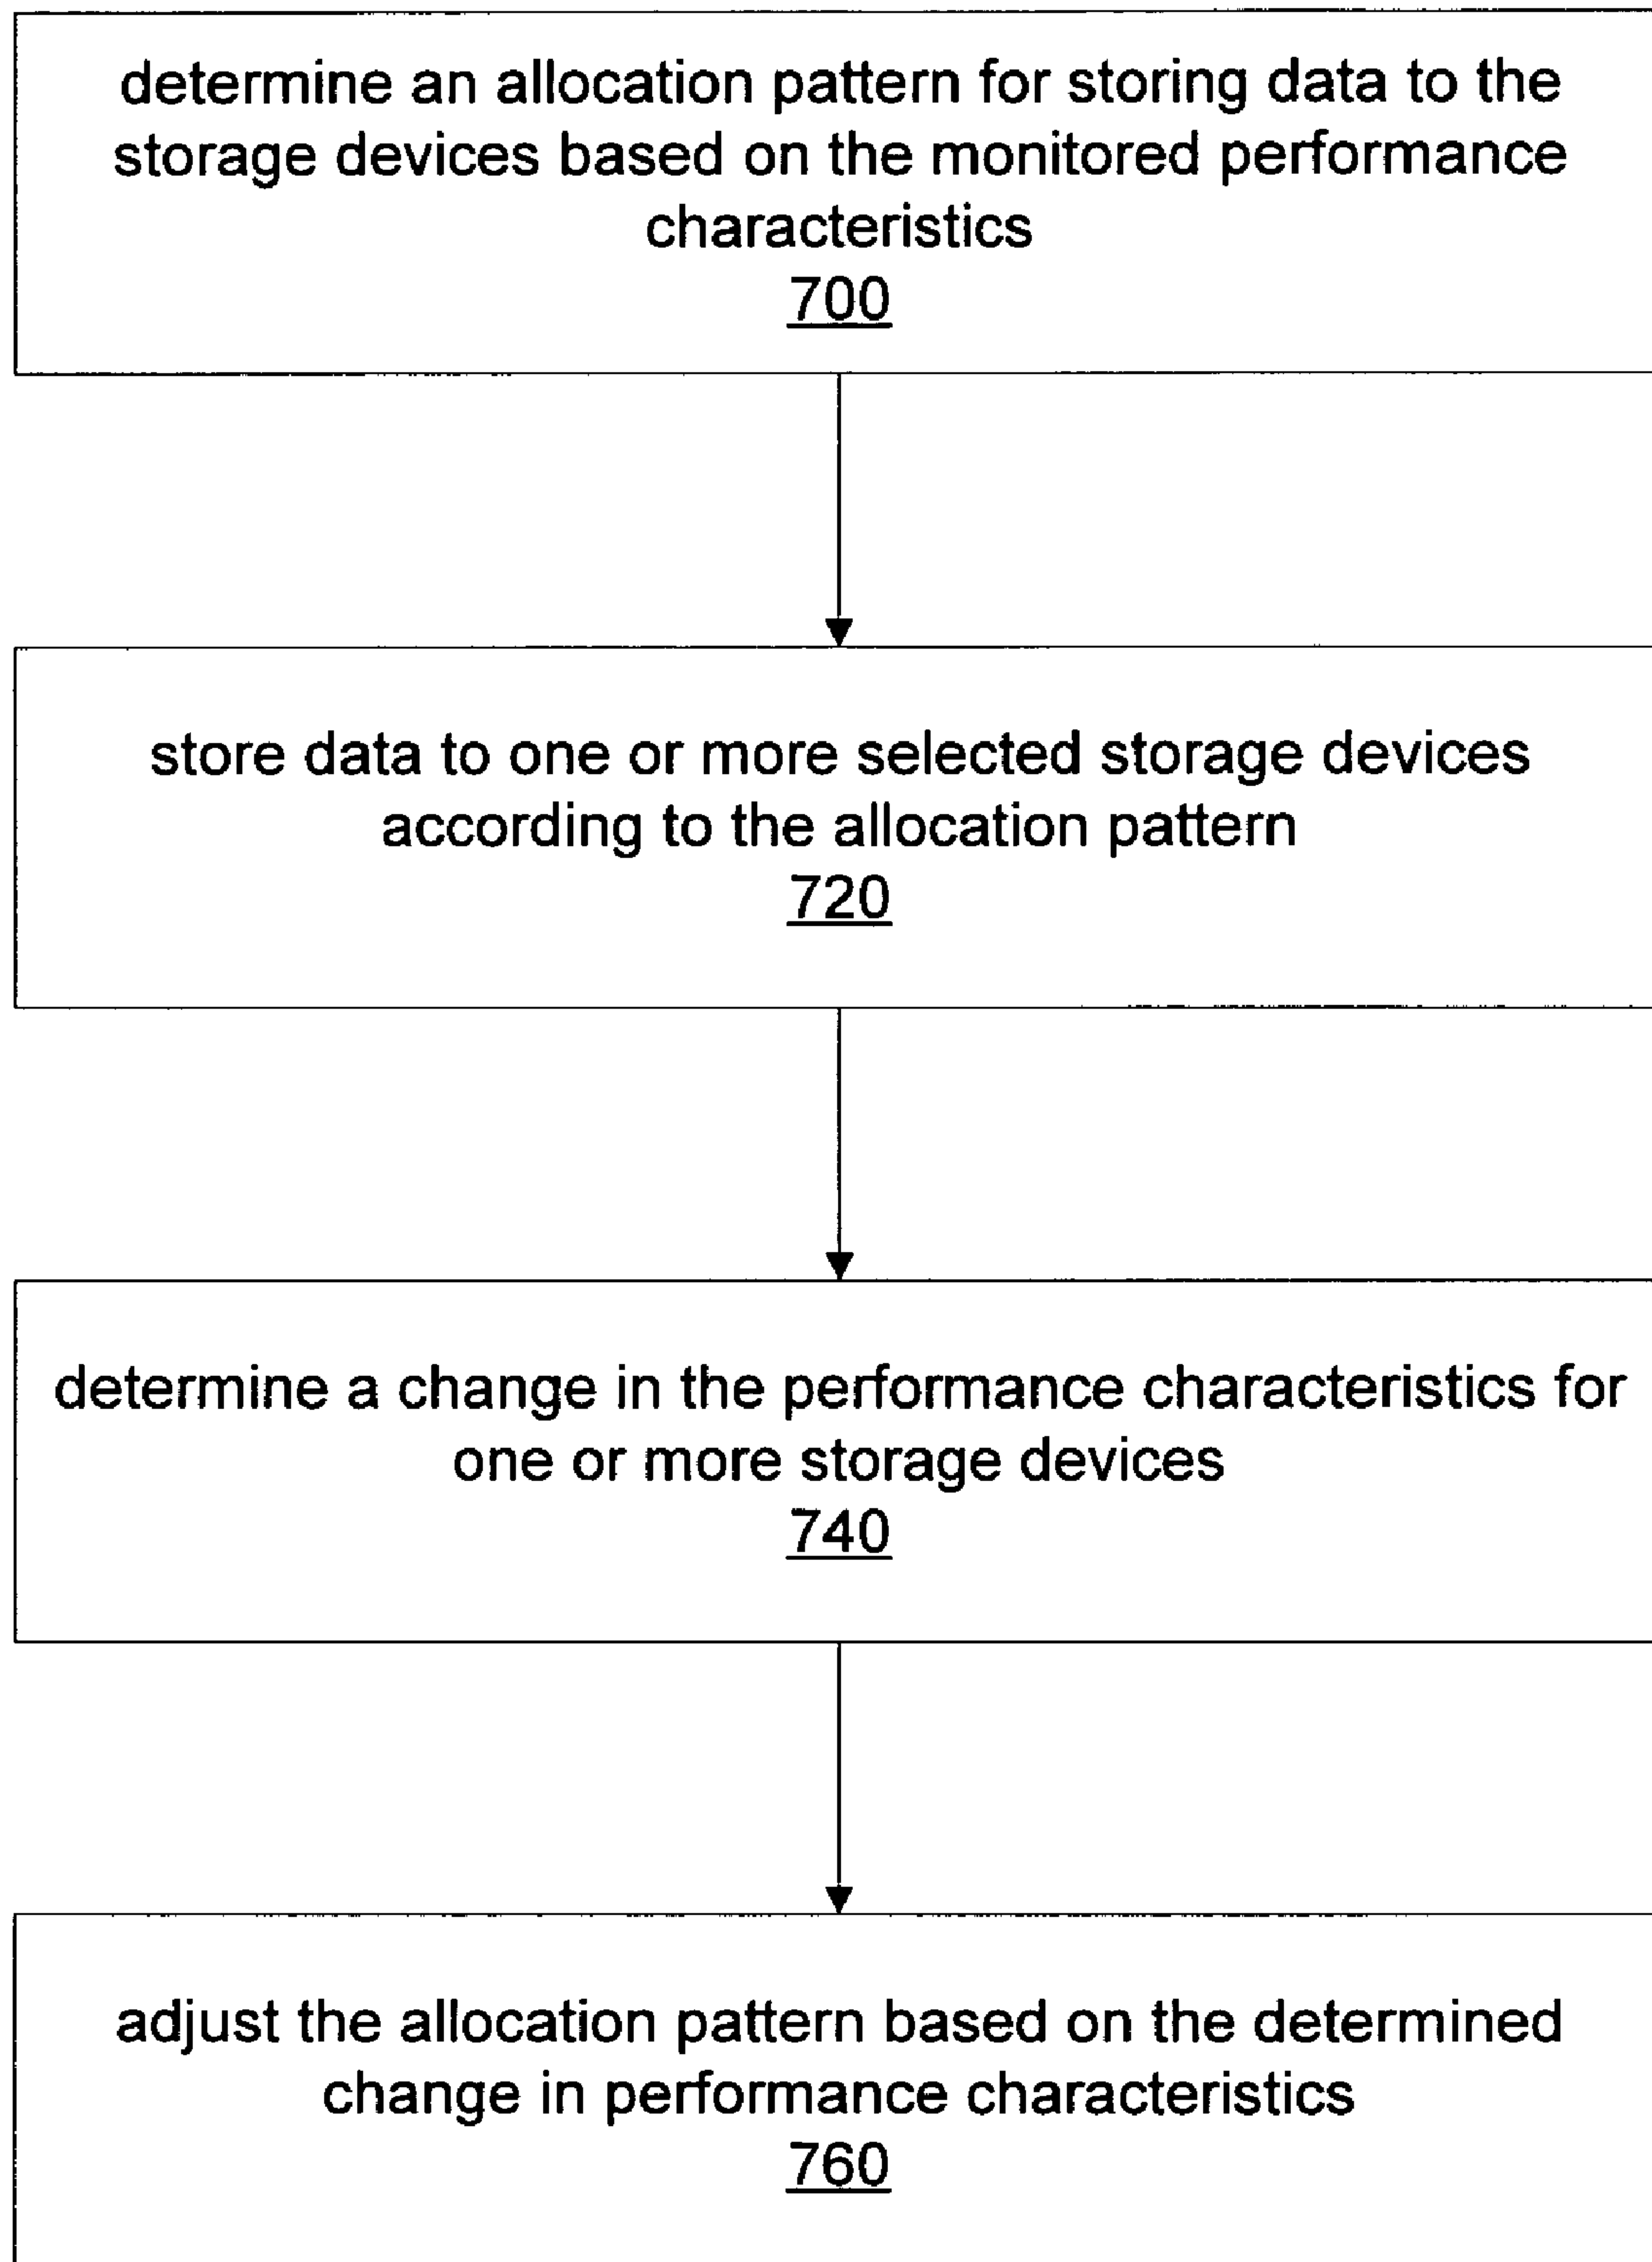 determine an allocation pattern for storing data to the
storage devices based on the monitored performance
characteristics
700
store data to one or more selected storage devices
according to the allocation pattern
720
determine a change in the performance characteristics for
one or more storage devices
740
adjust the allocation pattern based on the determined
change in performance characteristics
760